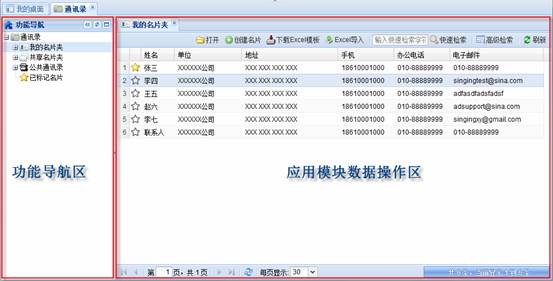 我的桌面 通讯录
功能导航
通讯录
我的名片夹
共享名片夹
公共通讯录
已标记名片
功能导航区
我的名片夹
打开 创建名片 下载Excel模板 Excel导入 输入快速检索字符 快速检索 高级检索 刷新
姓名 单位 地址 手机 办公电话 电子邮件
1 张三 XXXXXX公司 XXX XXX XXX XXX 18610001000 010-88889999
2 李四 XXXXXX公司 XXX XXX XXX XXX 18610001000 010-88889999 singingtest@sina.com
3 王五 XXXXXX公司 XXX XXX XXX XXX 18610001000 010-88889999 adfasdfadsfadsf
4 赵六 XXXXXX公司 XXX XXX XXX XXX 18610001000 010-88889999 adsupport@sina.com
5 李七 XXXXXX公司 XXX XXX XXX XXX 18610001000 010-88889999 singingxy@gmail.com
6 联系人 XXXXXX公司 XXX XXX XXX XXX 18610001000 010-88889999 010-88889999
应用模块数据操作区
第 1 页，共 1 页 每页显示: 30